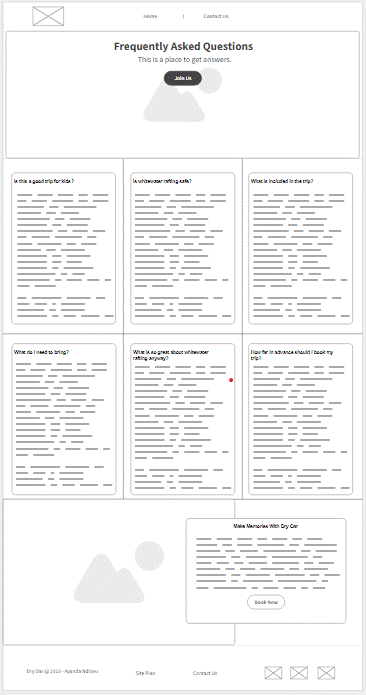 Home | Contact Us
Frequently Asked Questions
This is a place to get answers.
Join Us
Is this a good trip for kids?
Is whitewater rafting safe?
What is included in the trip?
What do I need to bring?
What is so great about whitewater
rafting anyway?
How far in advance should I book my
trip?
Make Memories With Dry Oar
Book Now
Dry Oar @ 2023 - Ayanda Ndlovu
Site Plan
Contact Us